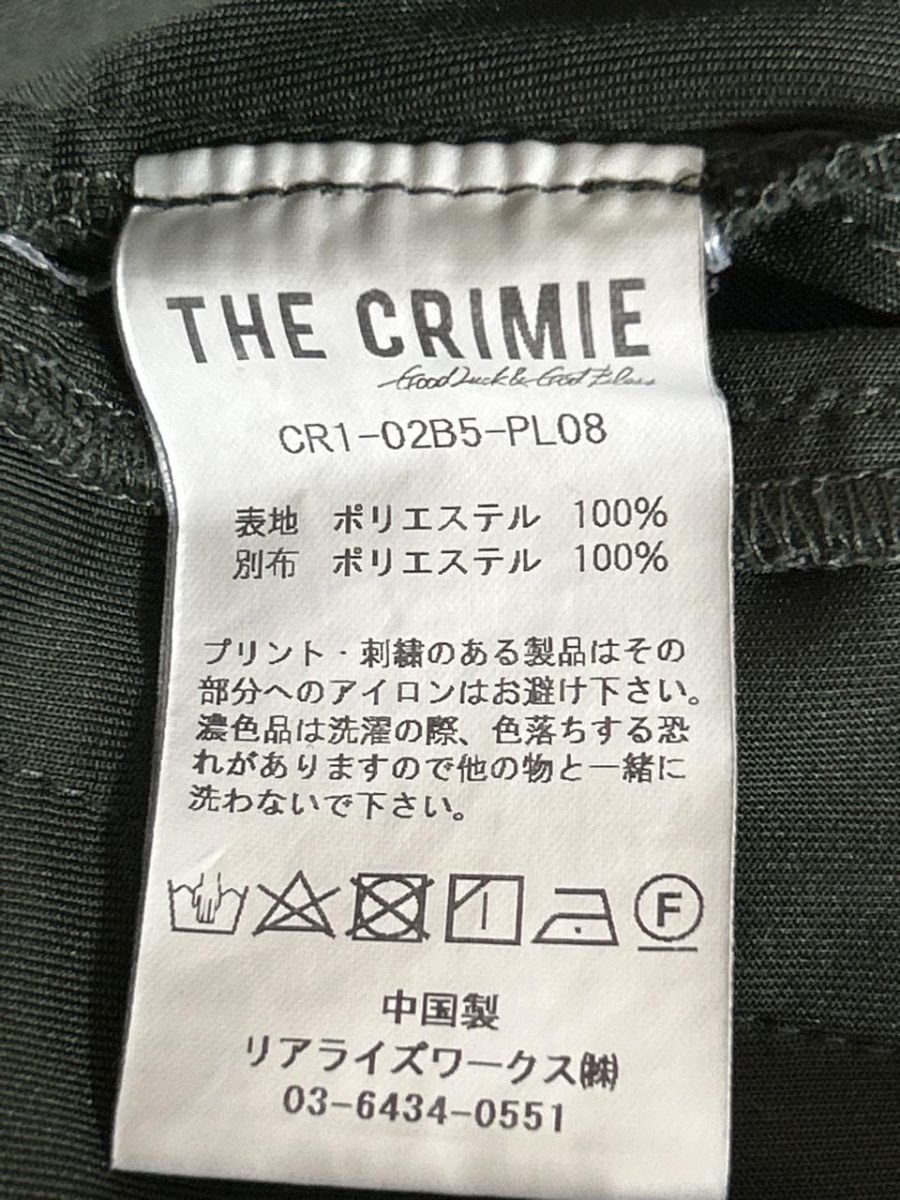 THE CRIMIE
Good Luck & God Bless
CR1-02B5-PL08
表地 ポリエステル 100%
別布 ポリエステル 100%
プリント・刺繍のある製品はその
部分へのアイロンはお避け下さい。
濃色品は洗濯の際、色落ちする恐
れがありますので他の物と一緒に
洗わないで下さい。
F
中国製
リアライズワークス㈱
03-6434-0551